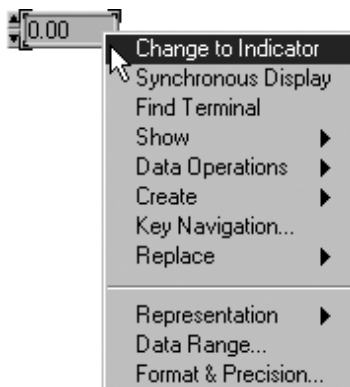 0.00
Change to Indicator
Synchronous Display
Find Terminal
Show
Data Operations
Create
Key Navigation...
Replace
Representation
Data Range...
Format & Precision...